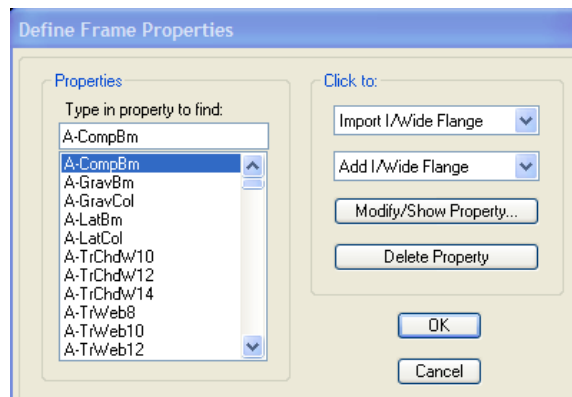 Define Frame Properties
Properties
Type in property to find:
A-CompBm
A-CompBm
A-GravBm
A-GravCol
A-LatBm
A-LatCol
A-TrChdW10
A-TrChdW12
A-TrChdW14
A-TrWeb8
A-TrWeb10
A-TrWeb12
Click to:
Import I/Wide Flange
Add I/Wide Flange
Modify/Show Property...
Delete Property
OK
Cancel